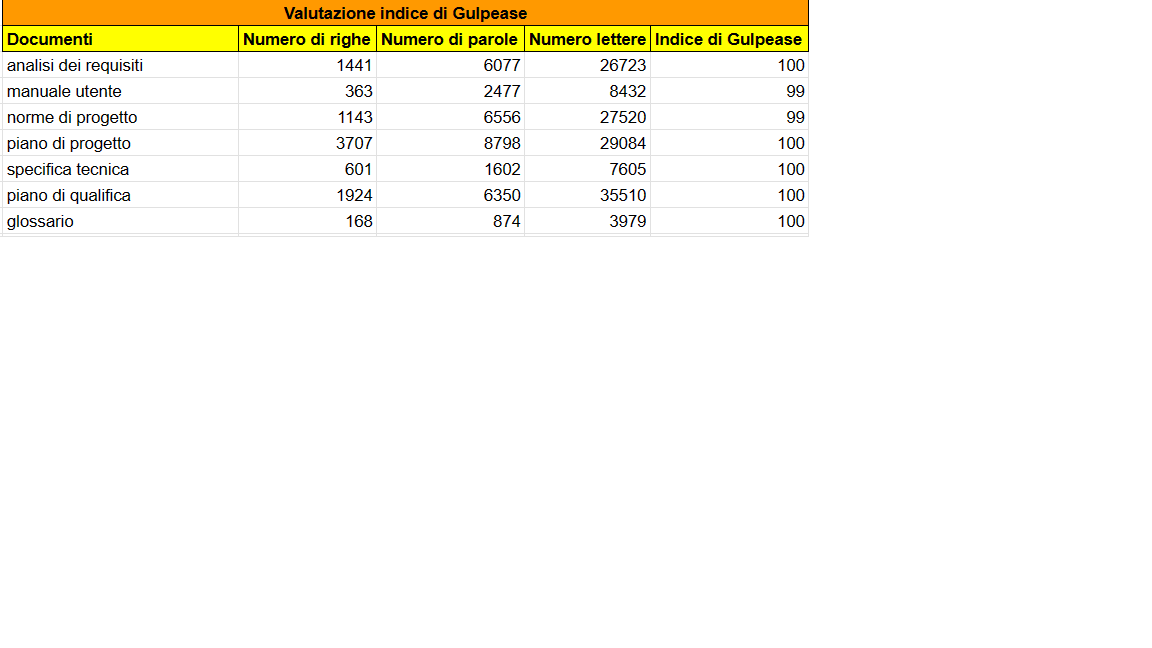 Valutazione indice di Gulpease
Documenti Numero di righe Numero di parole Numero lettere Indice di Gulpease
analisi dei requisiti 1441 6077 26723 100
manuale utente 363 2477 8432 99
norme di progetto 1143 6556 27520 99
piano di progetto 3707 8798 29084 100
specifica tecnica 601 1602 7605 100
piano di qualifica 1924 6350 35510 100
glossario 168 874 3979 100